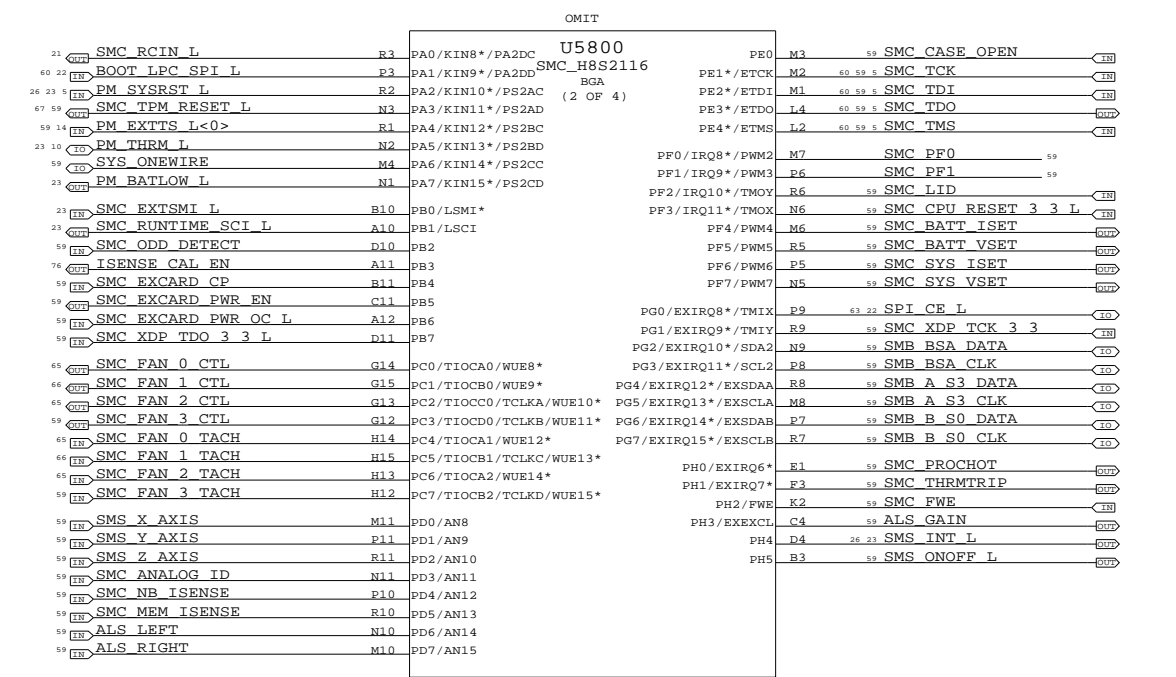 OMIT
U5800
SMC_H8S2116
BGA
(2 OF 4)
21 OUT SMC_RCIN_L R3 PA0/KIN8*/PA2DC
60 22 IN BOOT_LPC_SPI_L P3 PA1/KIN9*/PA2DD
26 23 5 IN PM_SYSRST_L R2 PA2/KIN10*/PS2AC
67 59 OUT SMC_TPM_RESET_L N3 PA3/KIN11*/PS2AD
59 14 IN PM_EXTTS_L<0> R1 PA4/KIN12*/PS2BC
23 10 IO PM_THRM_L N2 PA5/KIN13*/PS2BD
59 IO SYS_ONEWIRE M4 PA6/KIN14*/PS2CC
23 OUT PM_BATLOW_L N1 PA7/KIN15*/PS2CD
23 IN SMC_EXTSMI_L B10 PB0/LSMI*
23 OUT SMC_RUNTIME_SCI_L A10 PB1/LSCI
59 IN SMC_ODD_DETECT D10 PB2
76 OUT ISENSE_CAL_EN A11 PB3
59 IN SMC_EXCARD_CP B11 PB4
59 OUT SMC_EXCARD_PWR_EN C11 PB5
59 IN SMC_EXCARD_PWR_OC_L A12 PB6
59 IN SMC_XDP_TDO_3_3_L D11 PB7
65 OUT SMC_FAN_0_CTL G14 PC0/TIOCA0/WUE8*
66 OUT SMC_FAN_1_CTL G15 PC1/TIOCB0/WUE9*
65 OUT SMC_FAN_2_CTL G13 PC2/TIOCC0/TCLKA/WUE10*
59 OUT SMC_FAN_3_CTL G12 PC3/TIOCD0/TCLKB/WUE11*
65 IN SMC_FAN_0_TACH H14 PC4/TIOCA1/WUE12*
66 IN SMC_FAN_1_TACH H15 PC5/TIOCB1/TCLKC/WUE13*
65 IN SMC_FAN_2_TACH H13 PC6/TIOCA2/WUE14*
59 IN SMC_FAN_3_TACH H12 PC7/TIOCB2/TCLKD/WUE15*
59 IN SMS_X_AXIS M11 PD0/AN8
59 IN SMS_Y_AXIS P11 PD1/AN9
59 IN SMS_Z_AXIS R11 PD2/AN10
59 IN SMC_ANALOG_ID N11 PD3/AN11
59 IN SMC_NB_ISENSE P10 PD4/AN12
59 IN SMC_MEM_ISENSE R10 PD5/AN13
59 IN ALS_LEFT N10 PD6/AN14
59 IN ALS_RIGHT M10 PD7/AN15
PE0 M3 59 SMC_CASE_OPEN IN
PE1*/ETCK M2 60 59 5 SMC_TCK IN
PE2*/ETDI M1 60 59 5 SMC_TDI IN
PE3*/ETDO L4 60 59 5 SMC_TDO OUT
PE4*/ETMS L2 60 59 5 SMC_TMS IN
PF0/IRQ8*/PWM2 M7 SMC_PF0 59
PF1/IRQ9*/PWM3 P6 SMC_PF1 59
PF2/IRQ10*/TMOY R6 59 SMC_LID IN
PF3/IRQ11*/TMOX N6 59 SMC_CPU_RESET_3_3_L IN
PF4/PWM4 M6 59 SMC_BATT_ISET OUT
PF5/PWM5 R5 59 SMC_BATT_VSET OUT
PF6/PWM6 P5 59 SMC_SYS_ISET OUT
PF7/PWM7 N5 59 SMC_SYS_VSET OUT
PG0/EXIRQ8*/TMIX P9 63 22 SPI_CE_L IO
PG1/EXIRQ9*/TMIY R9 59 SMC_XDP_TCK_3_3 IN
PG2/EXIRQ10*/SDA2 N9 59 SMB_BSA_DATA IO
PG3/EXIRQ11*/SCL2 P8 59 SMB_BSA_CLK IO
PG4/EXIRQ12*/EXSDAA R8 59 SMB_A_S3_DATA IO
PG5/EXIRQ13*/EXSCLA M8 59 SMB_A_S3_CLK IO
PG6/EXIRQ14*/EXSDAB P7 59 SMB_B_S0_DATA IO
PG7/EXIRQ15*/EXSCLB R7 59 SMB_B_S0_CLK IO
PH0/EXIRQ6* E1 59 SMC_PROCHOT OUT
PH1/EXIRQ7* F3 59 SMC_THRMTRIP OUT
PH2/FWE K2 59 SMC_FWE IN
PH3/EXEXCL C4 59 ALS_GAIN OUT
PH4 D4 26 23 SMS_INT_L OUT
PH5 B3 59 SMS_ONOFF_L OUT